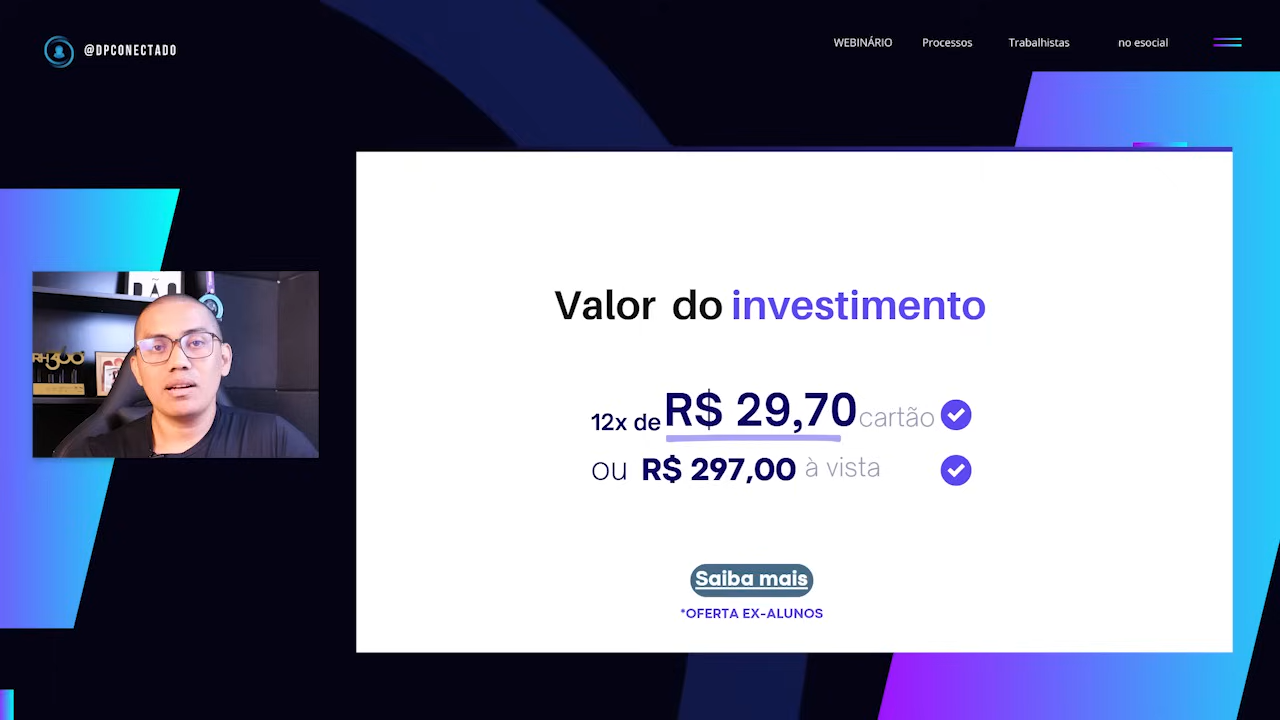 @DPCONECTADO
WEBINÁRIO Processos Trabalhistas no esocial
RH300
Valor do investimento
12x de R$ 29,70 cartão
ou R$ 297,00 à vista
Saiba mais
*OFERTA EX-ALUNOS